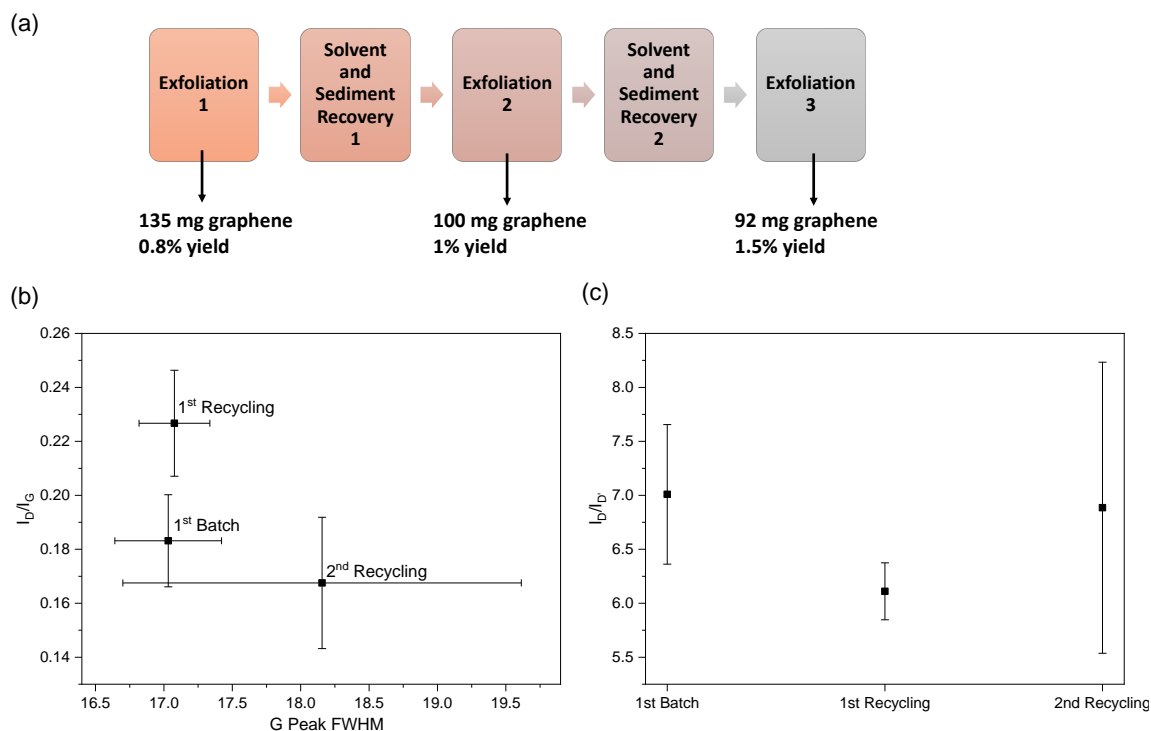 (a)
Exfoliation
1
Solvent
and
Sediment
Recovery
1
Exfoliation
2
Solvent
and
Sediment
Recovery
2
Exfoliation
3
135 mg graphene
0.8% yield
100 mg graphene
1% yield
92 mg graphene
1.5% yield
(b)
0.26
0.24
0.22
0.20
0.18
0.16
0.14
I_D/I_G
1st Recycling
1st Batch
2nd Recycling
16.5 17.0 17.5 18.0 18.5 19.0 19.5
G Peak FWHM
(c)
8.5
8.0
7.5
7.0
6.5
6.0
5.5
I_D/I_D'
1st Batch 1st Recycling 2nd Recycling